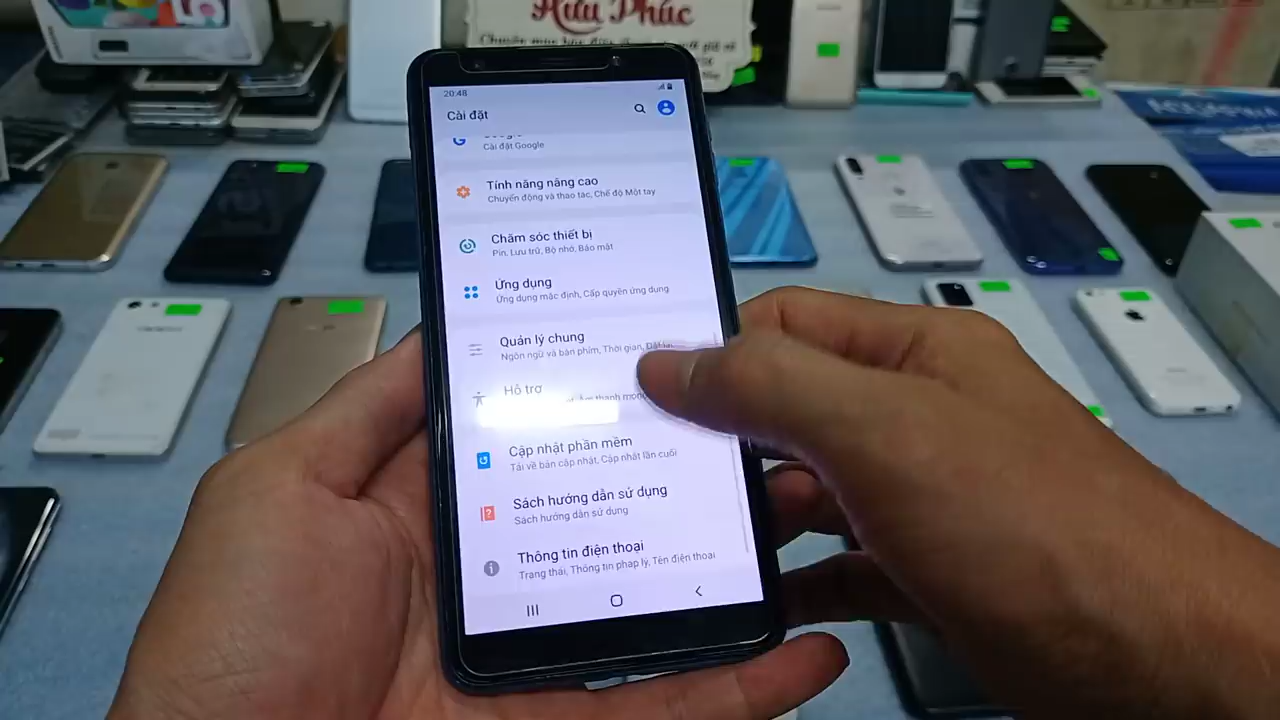 Hưu Phúc
20:48
Cài đặt
Cài đặt Google
Tính năng nâng cao
Chuyển động và thao tác, Chế độ Một tay
Chăm sóc thiết bị
Pin, Lưu trữ, Bộ nhớ, Bảo mật
Ứng dụng
Ứng dụng mặc định, Cấp quyền ứng dụng
Quản lý chung
Ngôn ngữ và bàn phím, Thời gian, Đặt lại
Hỗ trợ
Cập nhật phần mềm
Tải về bản cập nhật, Cập nhật lần cuối
Sách hướng dẫn sử dụng
Sách hướng dẫn sử dụng
Thông tin điện thoại
Trạng thái, Thông tin pháp lý, Tên điện thoại